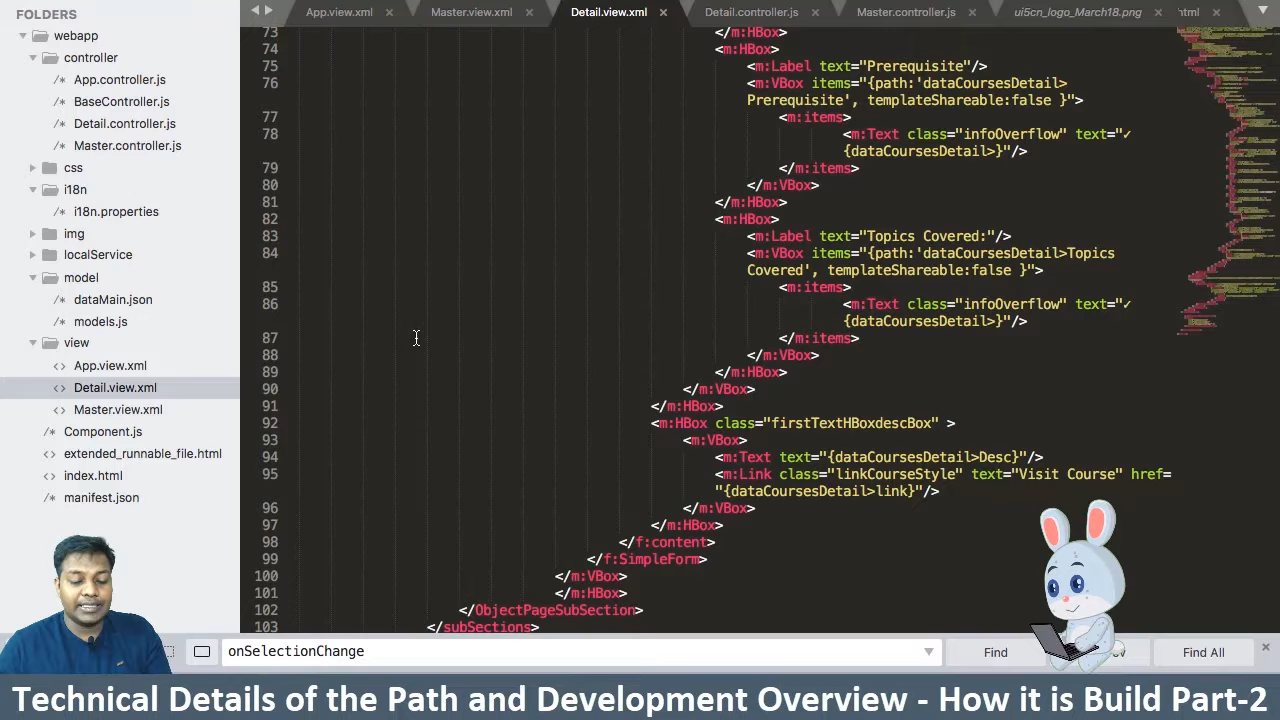 FOLDERS
webapp
controller
App.controller.js
BaseController.js
Detail.controller.js
Master.controller.js
css
i18n
i18n.properties
img
localService
model
dataMain.json
models.js
view
App.view.xml
Detail.view.xml
Master.view.xml
Component.js
extended_runnable_file.html
index.html
manifest.json
App.view.xml × Master.view.xml × Detail.view.xml × Detail.controller.js × Master.controller.js × ui5cn_logo_March18.png × html ×
73 </m:HBox>
74 <m:HBox>
75 <m:Label text="Prerequisite"/>
76 <m:VBox items="{path:'dataCoursesDetail>
Prerequisite', templateShareable:false }">
77 <m:items>
78 <m:Text class="infoOverflow" text="✓
{dataCoursesDetail>}"/>
79 </m:items>
80 </m:VBox>
81 </m:HBox>
82 <m:HBox>
83 <m:Label text="Topics Covered:"/>
84 <m:VBox items="{path:'dataCoursesDetail>Topics
Covered', templateShareable:false }">
85 <m:items>
86 <m:Text class="infoOverflow" text="✓
{dataCoursesDetail>}"/>
87 </m:items>
88 </m:VBox>
89 </m:HBox>
90 </m:VBox>
91 </m:HBox>
92 <m:HBox class="firstTextHBoxdescBox" >
93 <m:VBox>
94 <m:Text text="{dataCoursesDetail>Desc}"/>
95 <m:Link class="linkCourseStyle" text="Visit Course" href=
"{dataCoursesDetail>link}"/>
96 </m:VBox>
97 </m:HBox>
98 </f:content>
99 </f:SimpleForm>
100 </m:VBox>
101 </m:HBox>
102 </ObjectPageSubSection>
103 </subSections>
onSelectionChange
Find
Find All
Technical Details of the Path and Development Overview - How it is Build Part-2